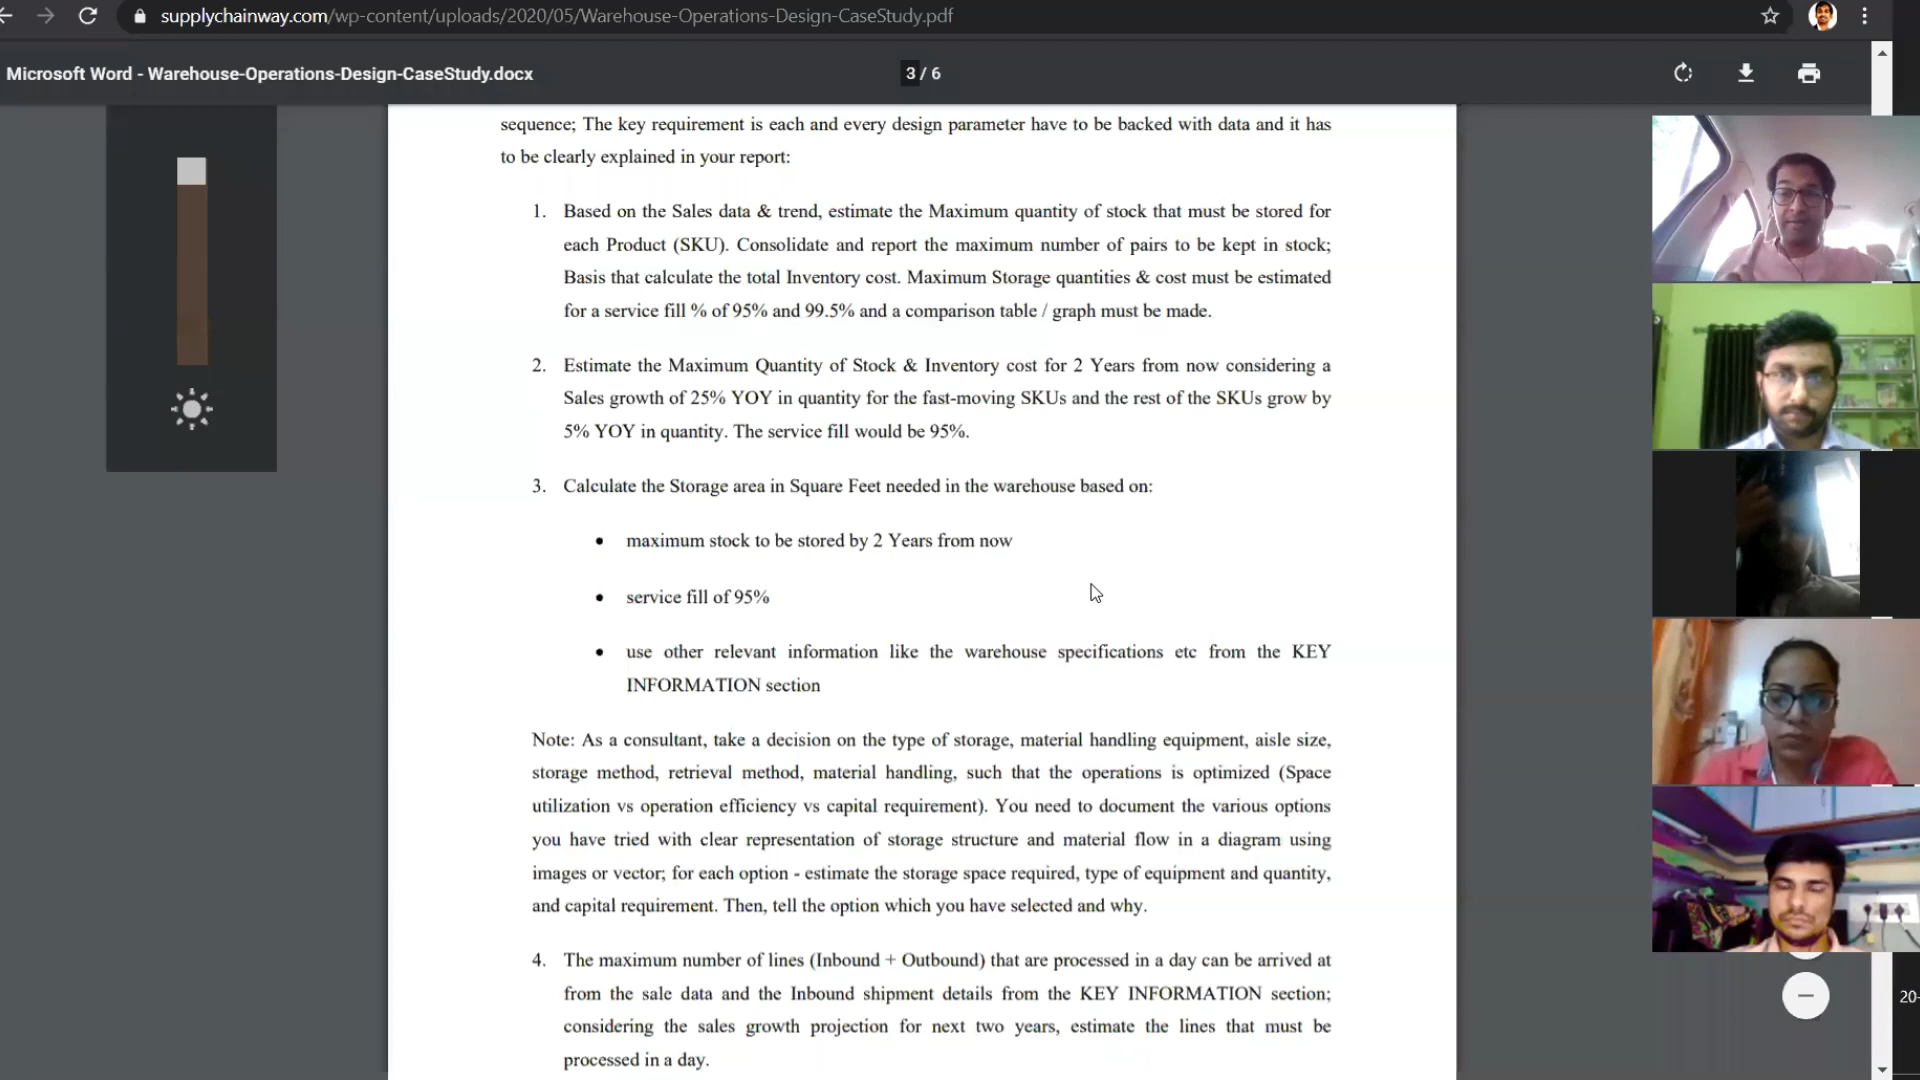 supplychainway.com/wp-content/uploads/2020/05/Warehouse-Operations-Design-CaseStudy.pdf
Microsoft Word - Warehouse-Operations-Design-CaseStudy.docx
3 / 6
sequence; The key requirement is each and every design parameter have to be backed with data and it has
to be clearly explained in your report:
1. Based on the Sales data & trend, estimate the Maximum quantity of stock that must be stored for
each Product (SKU). Consolidate and report the maximum number of pairs to be kept in stock;
Basis that calculate the total Inventory cost. Maximum Storage quantities & cost must be estimated
for a service fill % of 95% and 99.5% and a comparison table / graph must be made.
2. Estimate the Maximum Quantity of Stock & Inventory cost for 2 Years from now considering a
Sales growth of 25% YOY in quantity for the fast-moving SKUs and the rest of the SKUs grow by
5% YOY in quantity. The service fill would be 95%.
3. Calculate the Storage area in Square Feet needed in the warehouse based on:
• maximum stock to be stored by 2 Years from now
• service fill of 95%
• use other relevant information like the warehouse specifications etc from the KEY
INFORMATION section
Note: As a consultant, take a decision on the type of storage, material handling equipment, aisle size,
storage method, retrieval method, material handling, such that the operations is optimized (Space
utilization vs operation efficiency vs capital requirement). You need to document the various options
you have tried with clear representation of storage structure and material flow in a diagram using
images or vector; for each option - estimate the storage space required, type of equipment and quantity,
and capital requirement. Then, tell the option which you have selected and why.
4. The maximum number of lines (Inbound + Outbound) that are processed in a day can be arrived at
from the sale data and the Inbound shipment details from the KEY INFORMATION section;
considering the sales growth projection for next two years, estimate the lines that must be
processed in a day.
20-